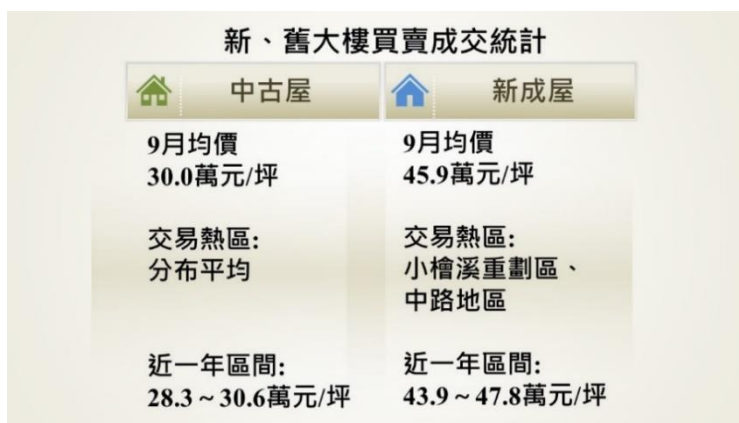 新、舊大樓買賣成交統計
中古屋
新成屋
9月均價
30.0萬元/坪
交易熱區:
分布平均
近一年區間:
28.3～30.6萬元/坪
9月均價
45.9萬元/坪
交易熱區:
小檜溪重劃區、
中路地區
近一年區間:
43.9～47.8萬元/坪